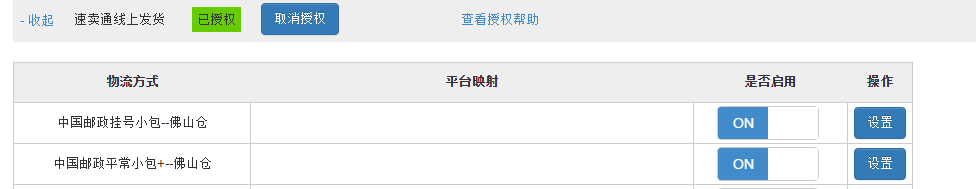 - 收起 速卖通线上发货 已授权 取消授权 查看授权帮助
物流方式 平台映射 是否启用 操作
中国邮政挂号小包--佛山仓 ON 设置
中国邮政平常小包+--佛山仓 ON 设置